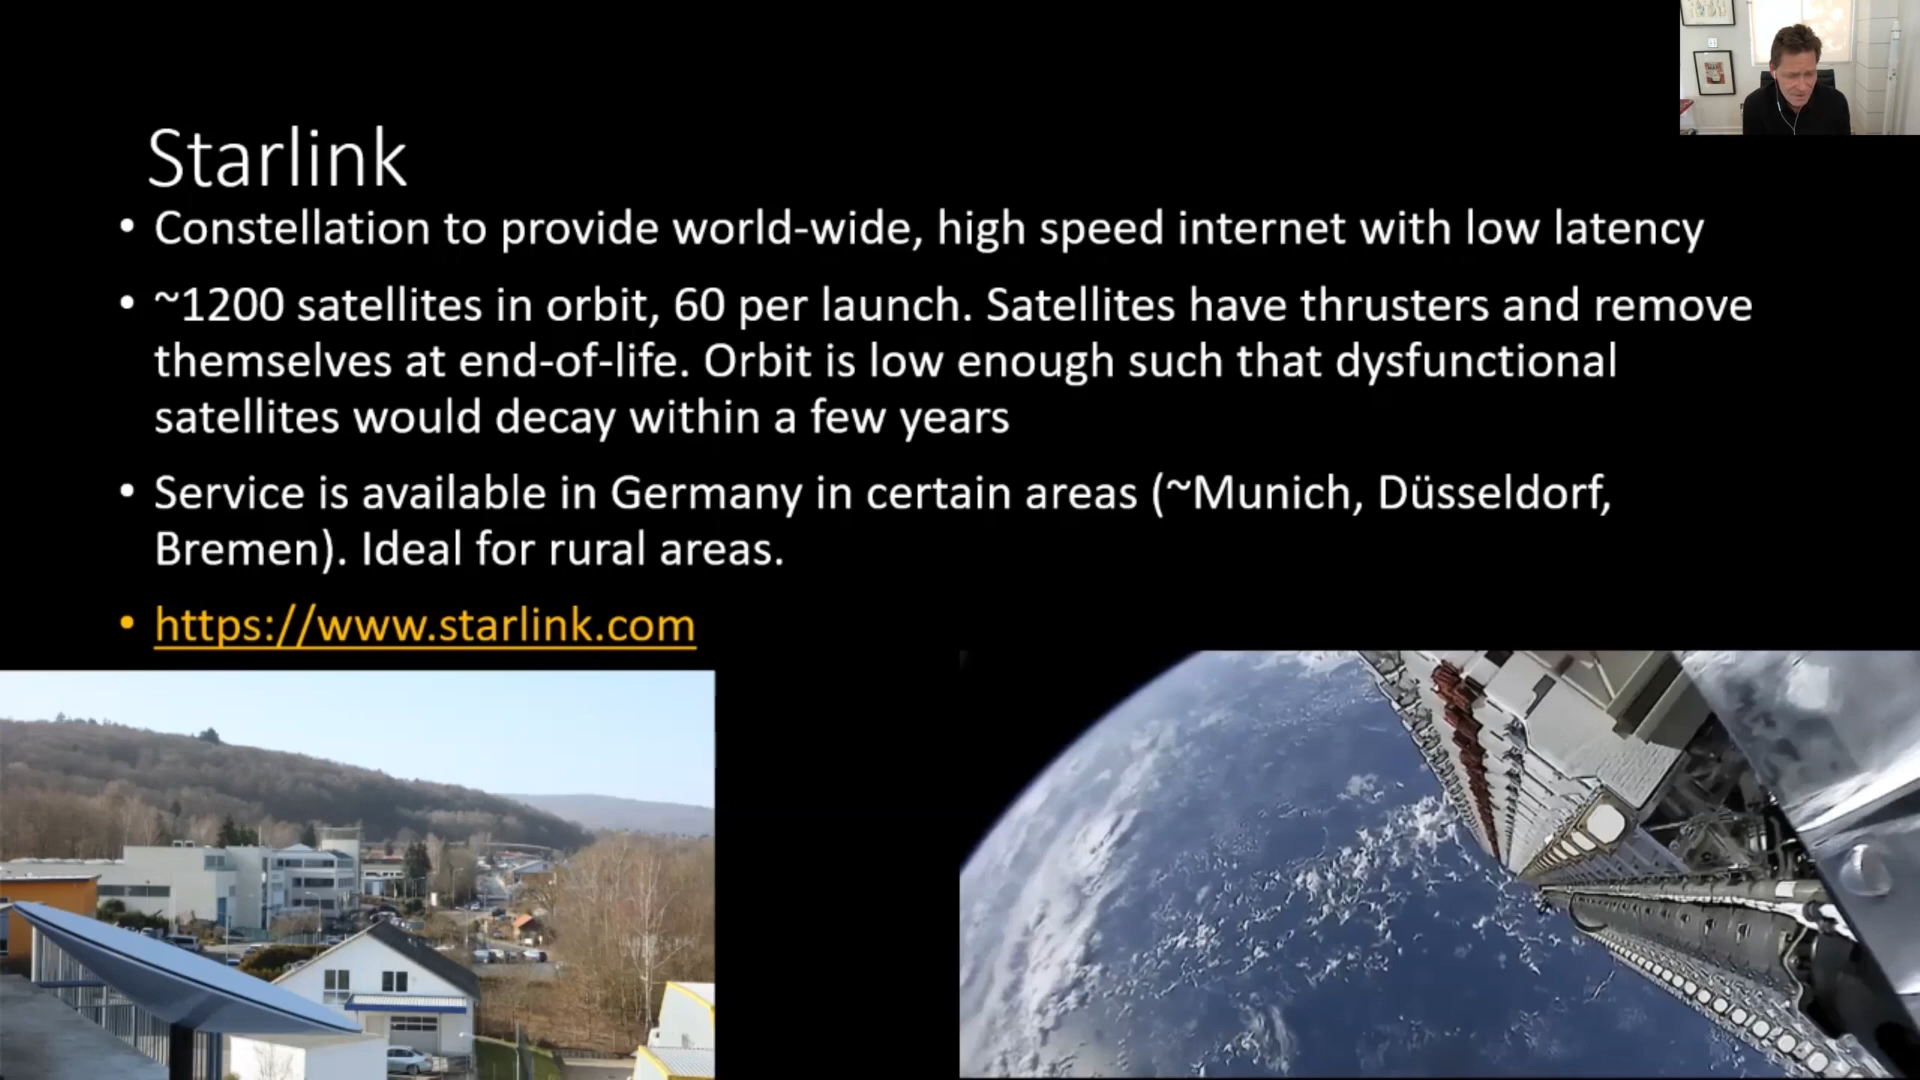 Starlink
• Constellation to provide world-wide, high speed internet with low latency
• ~1200 satellites in orbit, 60 per launch. Satellites have thrusters and remove
themselves at end-of-life. Orbit is low enough such that dysfunctional
satellites would decay within a few years
• Service is available in Germany in certain areas (~Munich, Düsseldorf,
Bremen). Ideal for rural areas.
• https://www.starlink.com